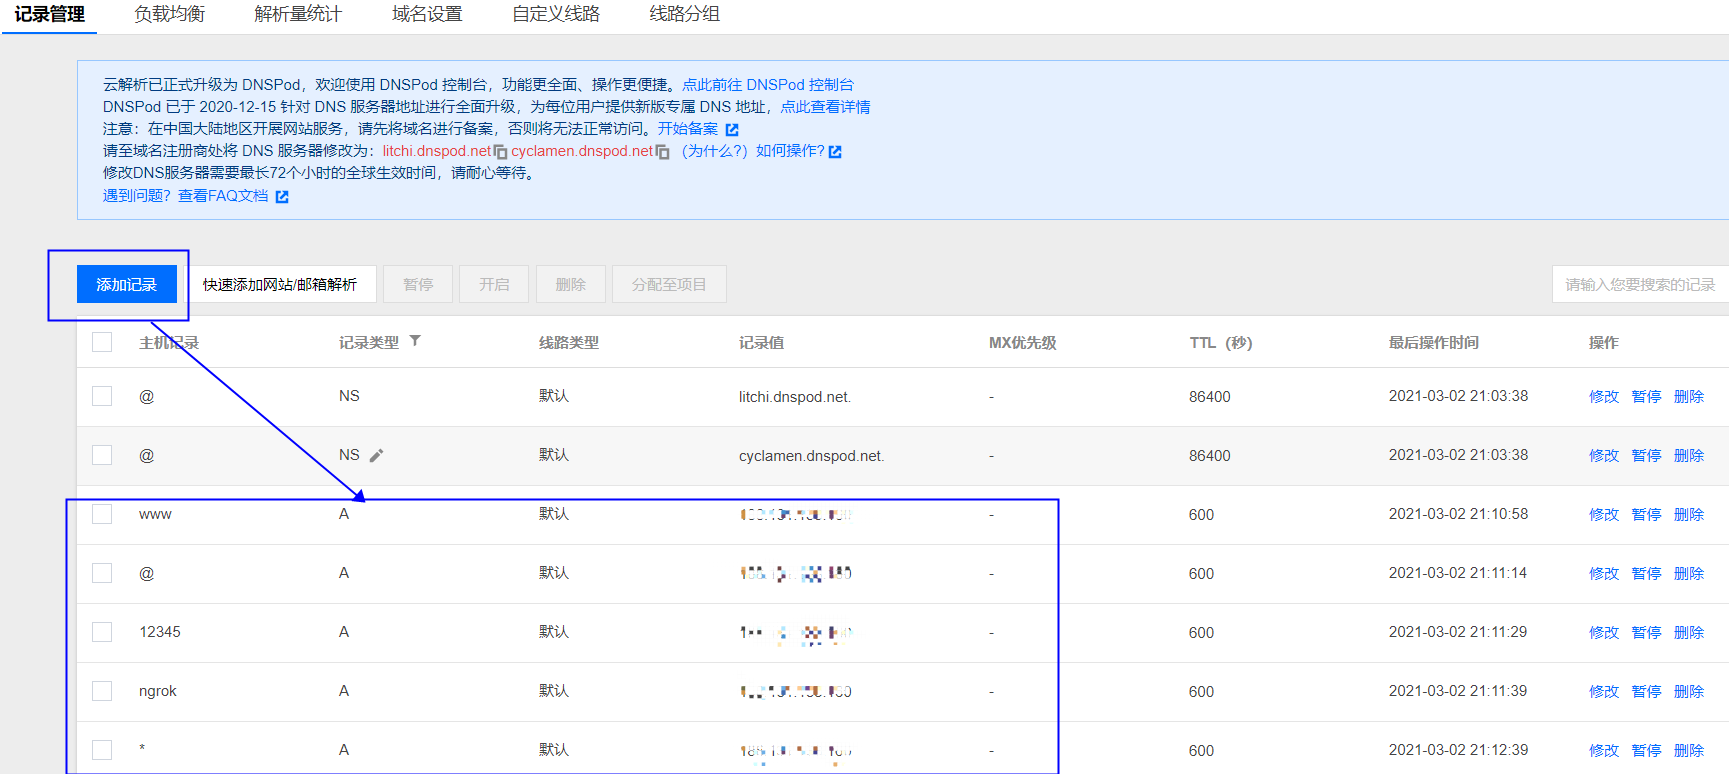 记录管理 负载均衡 解析量统计 域名设置 自定义线路 线路分组
云解析已正式升级为 DNSPod，欢迎使用 DNSPod 控制台，功能更全面、操作更便捷。点此前往 DNSPod 控制台
DNSPod 已于 2020-12-15 针对 DNS 服务器地址进行全面升级，为每位用户提供新版专属 DNS 地址，点此查看详情
注意：在中国大陆地区开展网站服务，请先将域名进行备案，否则将无法正常访问。开始备案
请至域名注册商处将 DNS 服务器修改为：litchi.dnspod.net cyclamen.dnspod.net （为什么?）如何操作?
修改DNS服务器需要最长72个小时的全球生效时间，请耐心等待。
遇到问题？查看FAQ文档
添加记录 快速添加网站/邮箱解析 暂停 开启 删除 分配至项目 请输入您要搜索的记录
主机记录 记录类型 线路类型 记录值 MX优先级 TTL（秒） 最后操作时间 操作
@ NS 默认 litchi.dnspod.net. - 86400 2021-03-02 21:03:38 修改 暂停 删除
@ NS 默认 cyclamen.dnspod.net. - 86400 2021-03-02 21:03:38 修改 暂停 删除
www A 默认 - 600 2021-03-02 21:10:58 修改 暂停 删除
@ A 默认 - 600 2021-03-02 21:11:14 修改 暂停 删除
12345 A 默认 - 600 2021-03-02 21:11:29 修改 暂停 删除
ngrok A 默认 - 600 2021-03-02 21:11:39 修改 暂停 删除
* A 默认 - 600 2021-03-02 21:12:39 修改 暂停 删除